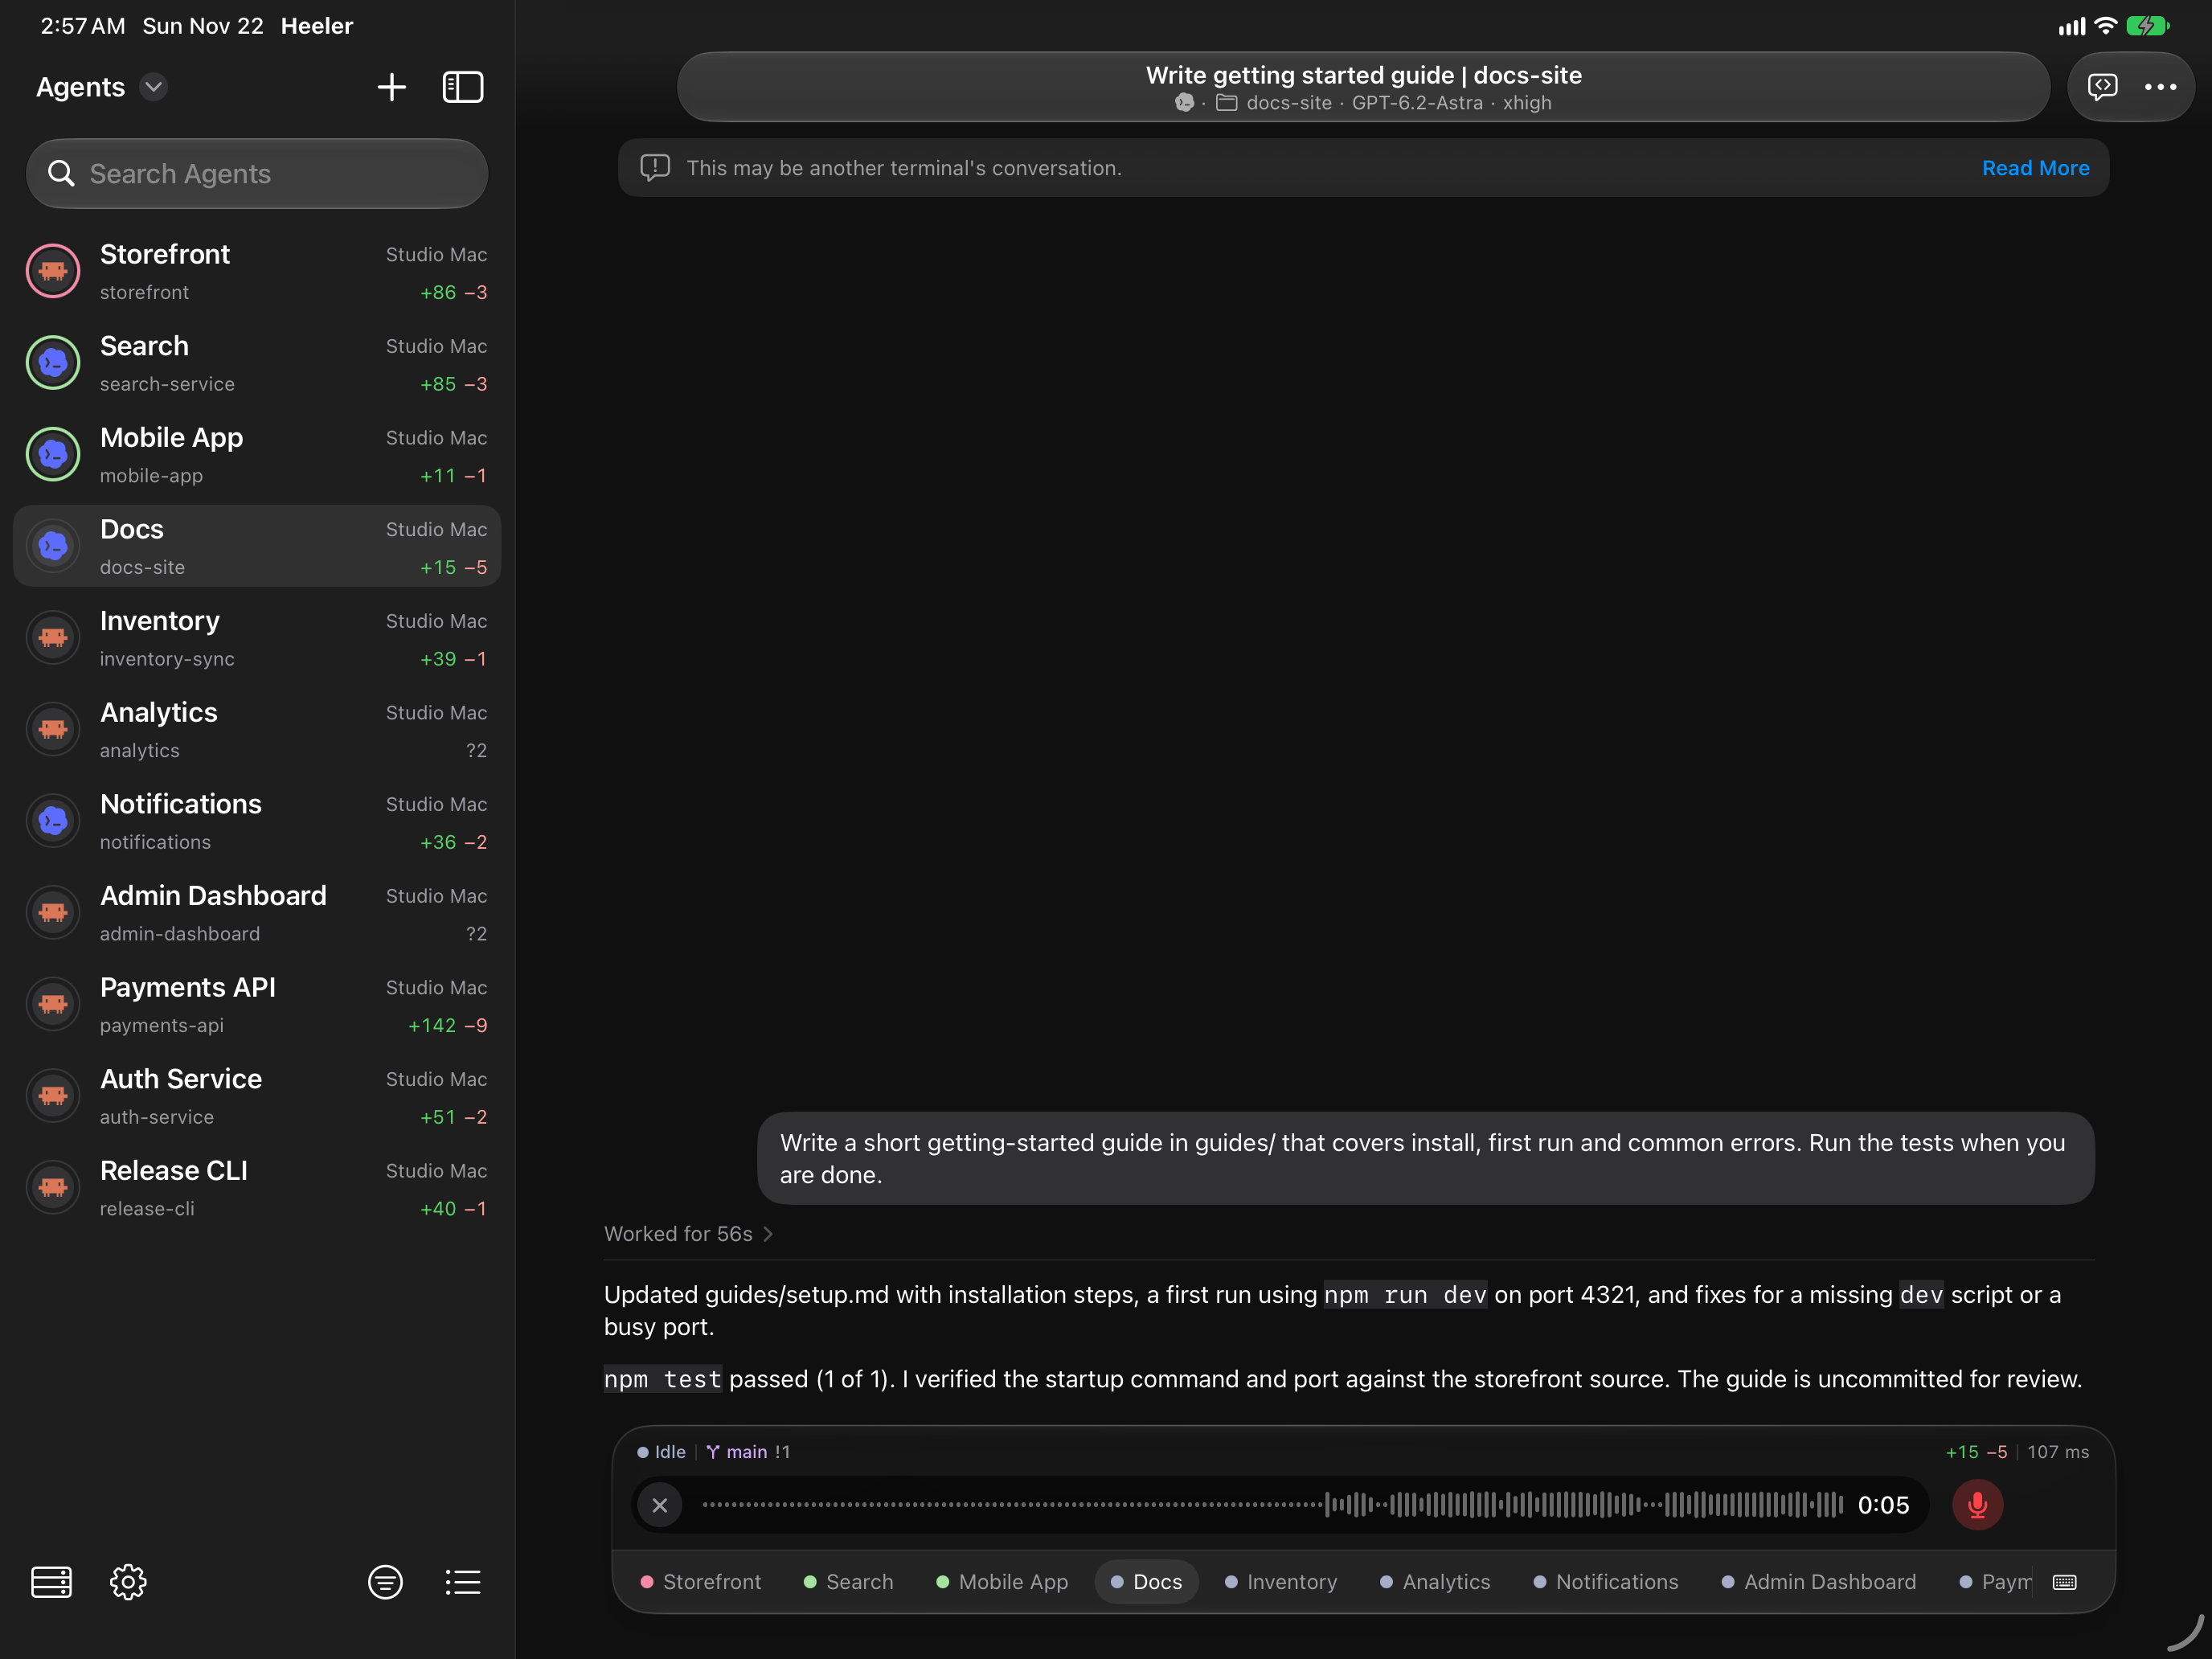 2:57 AM Sun Nov 22 Heeler
Agents
Search Agents
Storefront
Studio Mac
storefront
+86 −3
Search
Studio Mac
search-service
+85 −3
Mobile App
Studio Mac
mobile-app
+11 −1
Docs
Studio Mac
docs-site
+15 −5
Inventory
Studio Mac
inventory-sync
+39 −1
Analytics
Studio Mac
analytics
?2
Notifications
Studio Mac
notifications
+36 −2
Admin Dashboard
Studio Mac
admin-dashboard
?2
Payments API
Studio Mac
payments-api
+142 −9
Auth Service
Studio Mac
auth-service
+51 −2
Release CLI
Studio Mac
release-cli
+40 −1
Write getting started guide | docs-site
· docs-site · GPT-6.2-Astra · xhigh
This may be another terminal's conversation.
Read More
Write a short getting-started guide in guides/ that covers install, first run and common errors. Run the tests when you
are done.
Worked for 56s
Updated guides/setup.md with installation steps, a first run using npm run dev on port 4321, and fixes for a missing dev script or a
busy port.
npm test passed (1 of 1). I verified the startup command and port against the storefront source. The guide is uncommitted for review.
Idle | main !1
+15 −5 | 107 ms
0:05
Storefront Search Mobile App Docs Inventory Analytics Notifications Admin Dashboard Paym